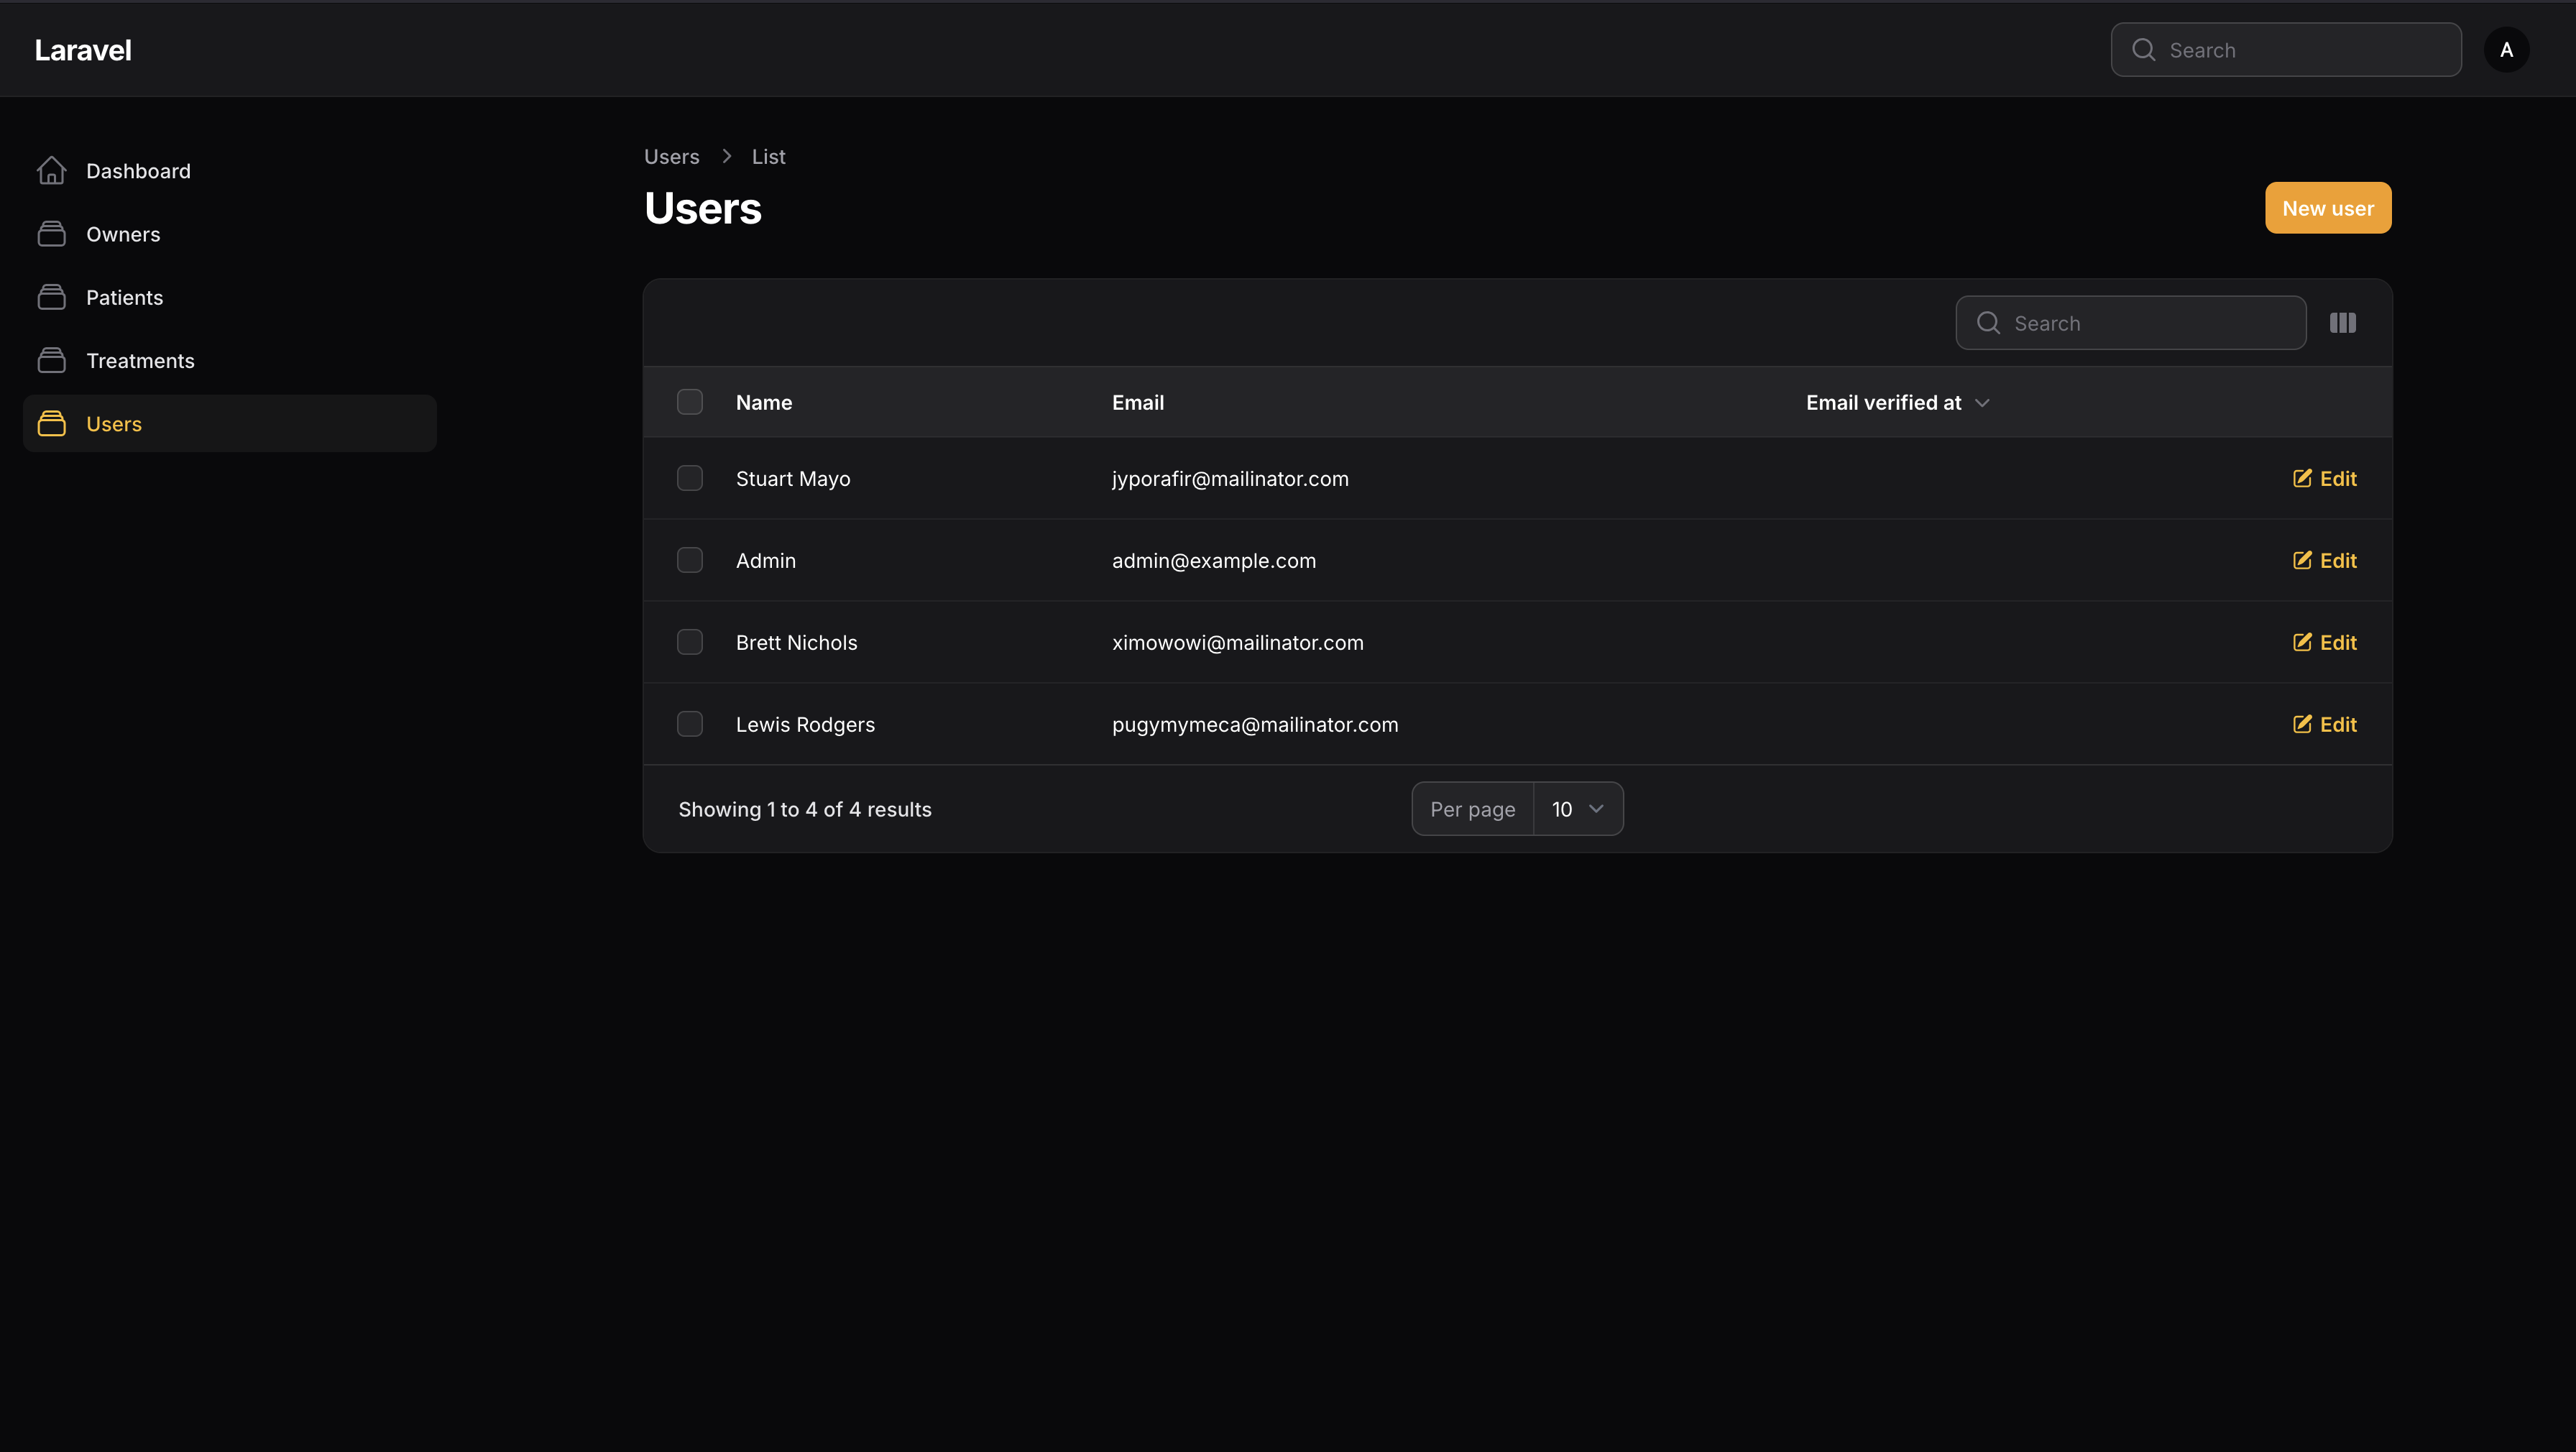 Laravel
Search
A
Dashboard
Owners
Patients
Treatments
Users
Users List
Users
New user
Search
Name Email Email verified at
Stuart Mayo jyporafir@mailinator.com Edit
Admin admin@example.com Edit
Brett Nichols ximowowi@mailinator.com Edit
Lewis Rodgers pugymymeca@mailinator.com Edit
Showing 1 to 4 of 4 results Per page 10